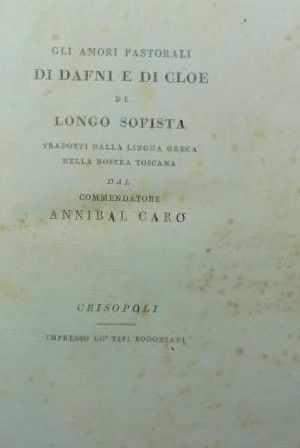 GLI AMORI PASTORALI
DI DAFNI E DI CLOE
DI
LONGO SOFISTA
TRADOTTI DALLA LINGUA GRECA
NELLA NOSTRA TOSCANA
DAL
COMMENDATORE
ANNIBAL CARO
CRISOPOLI
IMPRESSO CO' TIPI BODONIANI